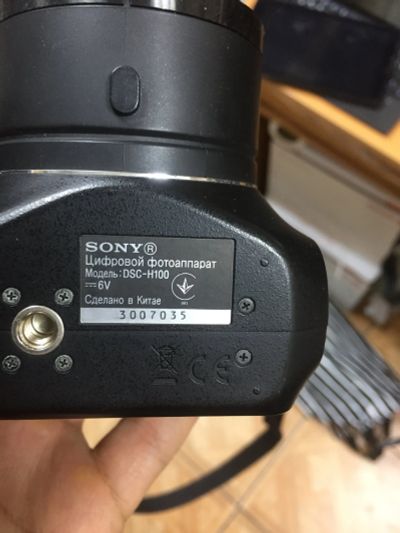 SONY®
Цифровой фотоаппарат
Модель: DSC-H100
⎓6V
Сделано в Китае
3007035
CE